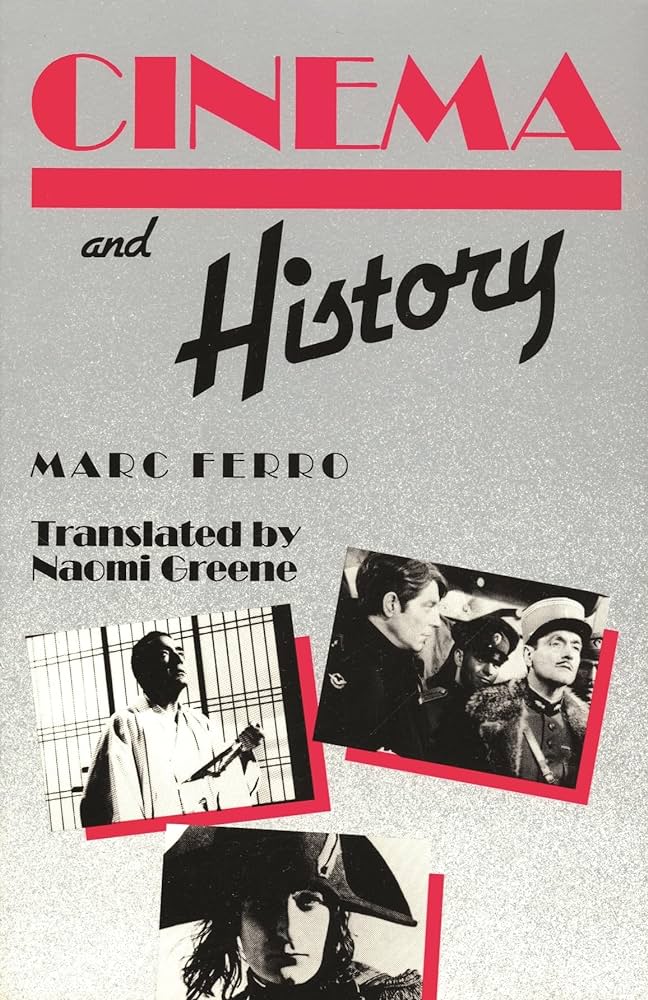 CINEMA
and
History
MARC FERRO
Translated by
Naomi Greene